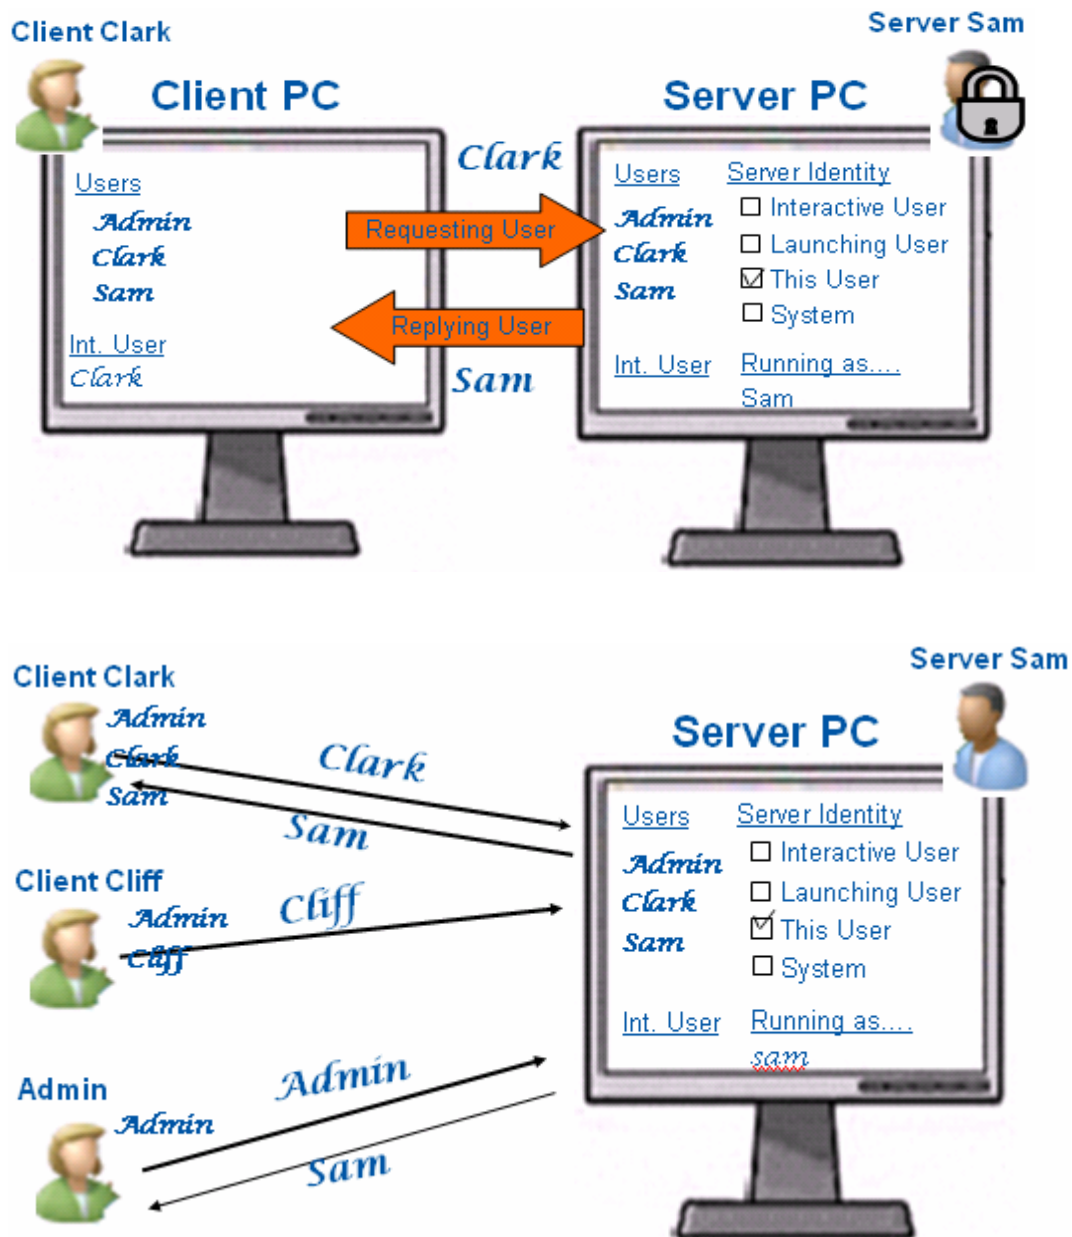 Client Clark
Server Sam
Client PC
Server PC
Clark
Users
Admin
Clark
Sam
Int. User
Clark
Requesting User
Replying User
Sam
Users
Server Identity
Admin
Interactive User
Clark
Launching User
Sam
This User
System
Int. User
Running as....
Sam
Client Clark
Server Sam
Admin
Clark
Sam
Clark
Sam
Server PC
Client Cliff
Admin
Cliff
Cliff
Users
Server Identity
Admin
Interactive User
Clark
Launching User
Sam
This User
System
Int. User
Running as....
sam
Admin
Admin
Admin
Sam